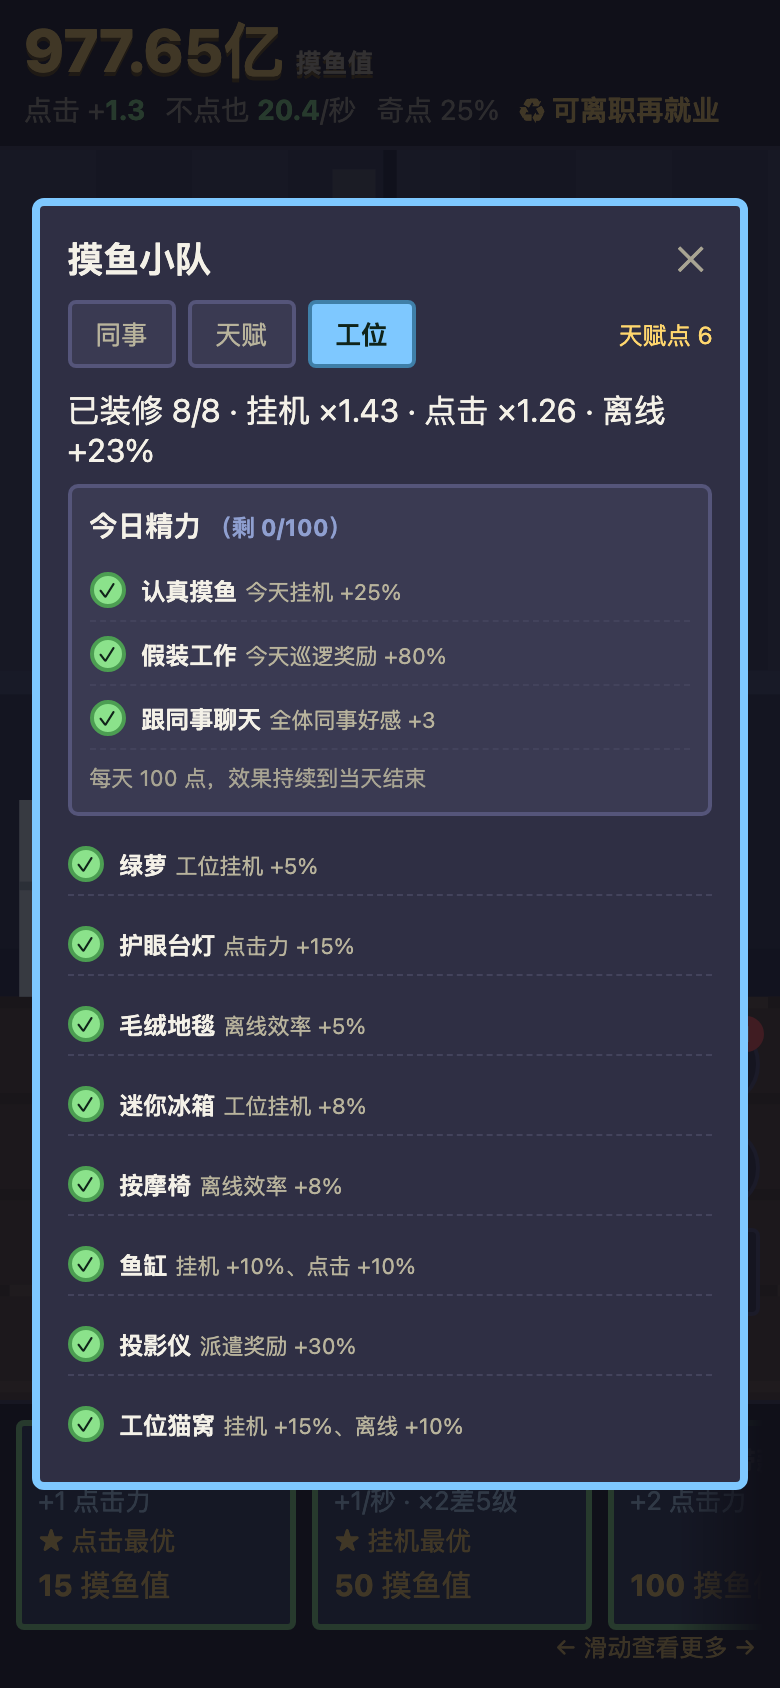 977.65亿 摸鱼值
点击 +1.3 不点也 20.4/秒 奇点 25% ♻ 可离职再就业
摸鱼小队
同事 天赋 工位 天赋点 6
已装修 8/8 · 挂机 ×1.43 · 点击 ×1.26 · 离线
+23%
今日精力 （剩 0/100）
认真摸鱼 今天挂机 +25%
假装工作 今天巡逻奖励 +80%
跟同事聊天 全体同事好感 +3
每天 100 点，效果持续到当天结束
绿萝 工位挂机 +5%
护眼台灯 点击力 +15%
毛绒地毯 离线效率 +5%
迷你冰箱 工位挂机 +8%
按摩椅 离线效率 +8%
鱼缸 挂机 +10%、点击 +10%
投影仪 派遣奖励 +30%
工位猫窝 挂机 +15%、离线 +10%
+1 点击力 +1/秒 · ×2差5级 +2 点击力
★ 点击最优 ★ 挂机最优
15 摸鱼值 50 摸鱼值 100 摸鱼
← 滑动查看更多 →